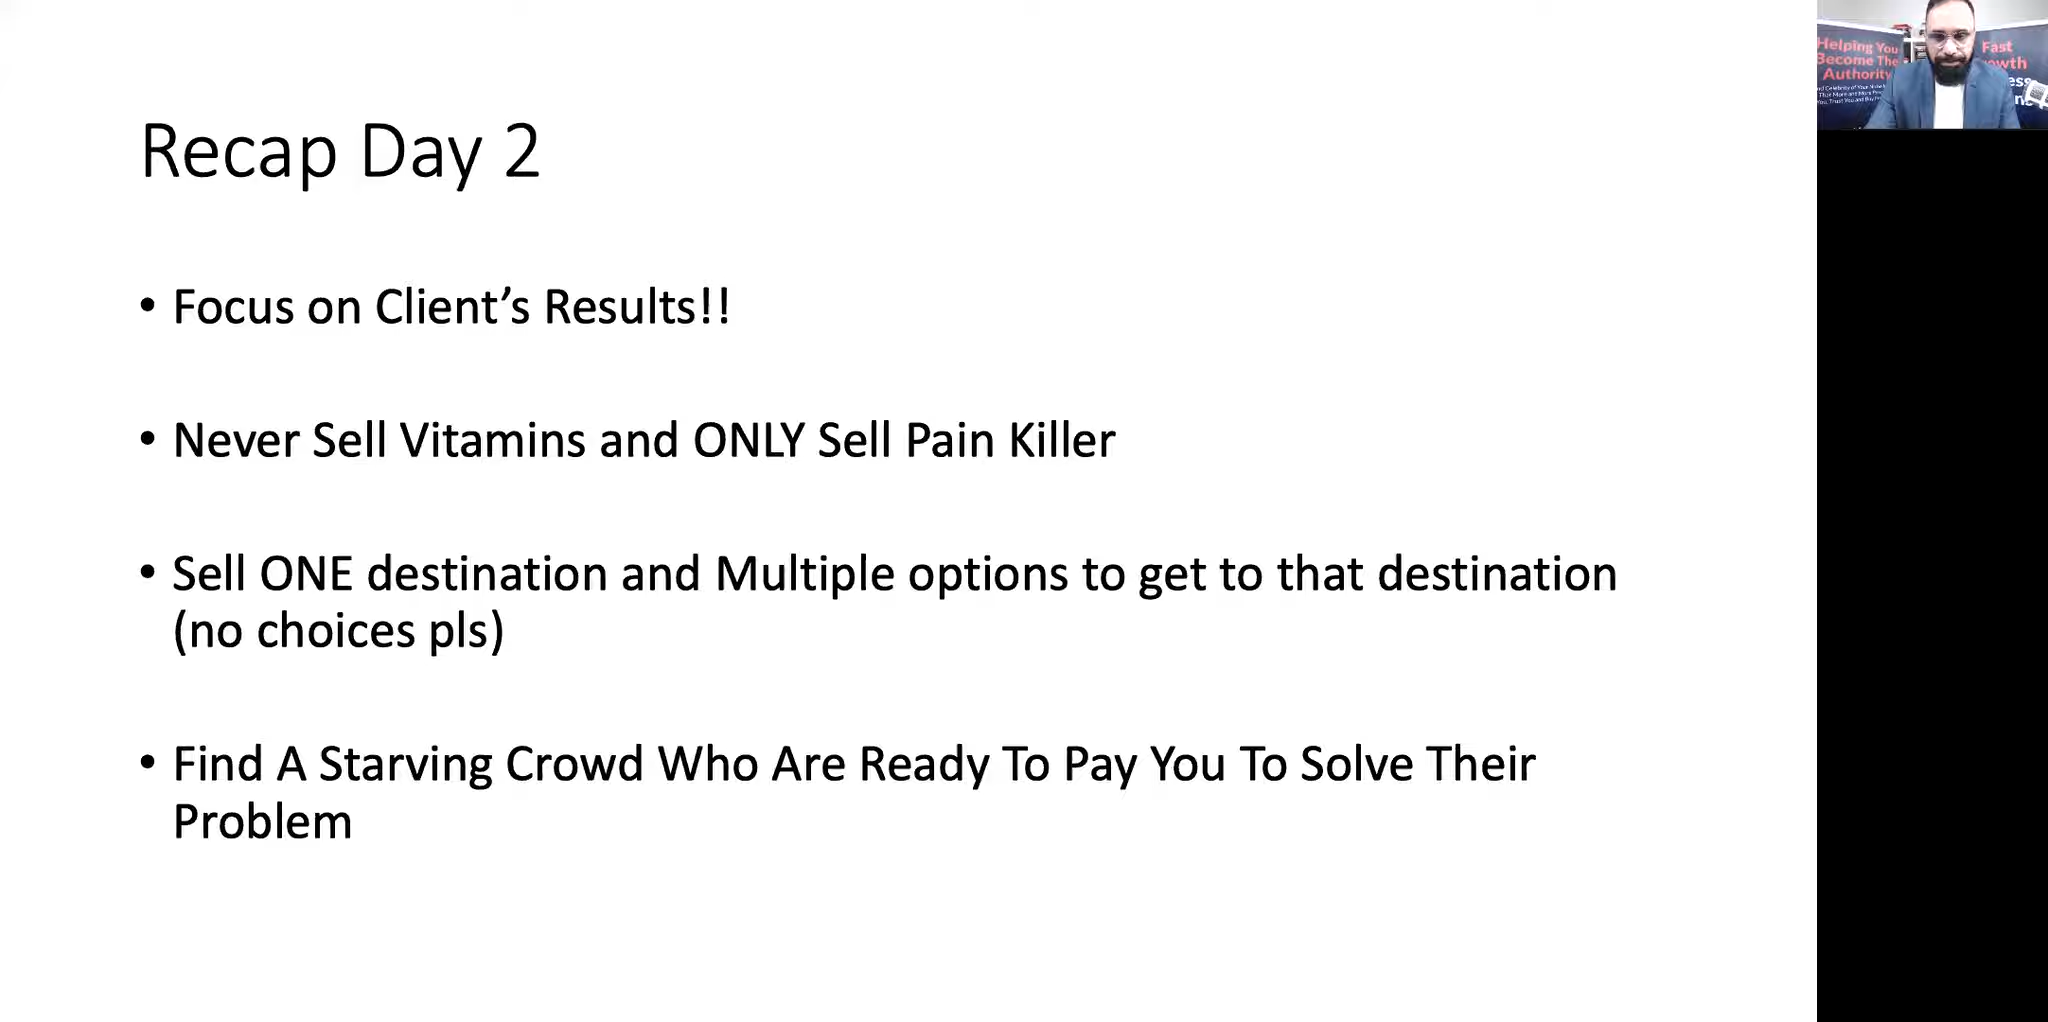 Recap Day 2
• Focus on Client’s Results!!
• Never Sell Vitamins and ONLY Sell Pain Killer
• Sell ONE destination and Multiple options to get to that destination
(no choices pls)
• Find A Starving Crowd Who Are Ready To Pay You To Solve Their
Problem
Helping You
Become The
Authority
Fast